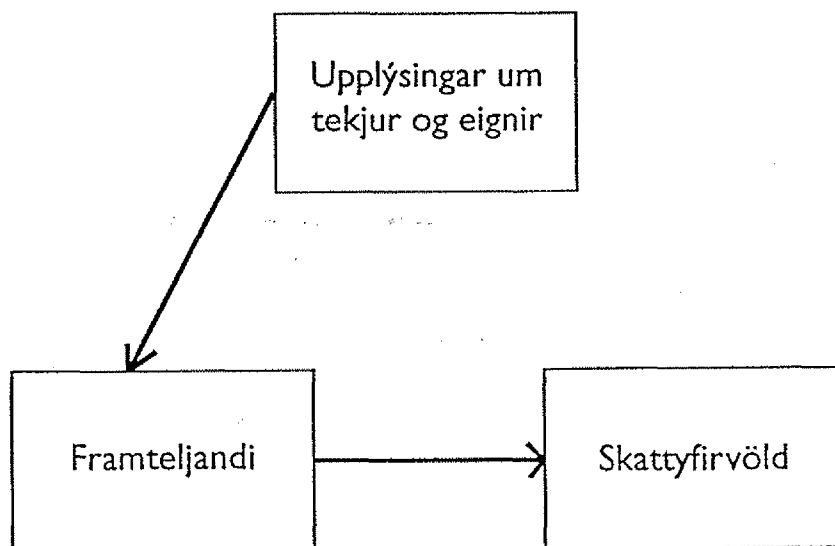 Upplýsingar um
tekjur og eignir
Framteljandi
Skattyfirvöld